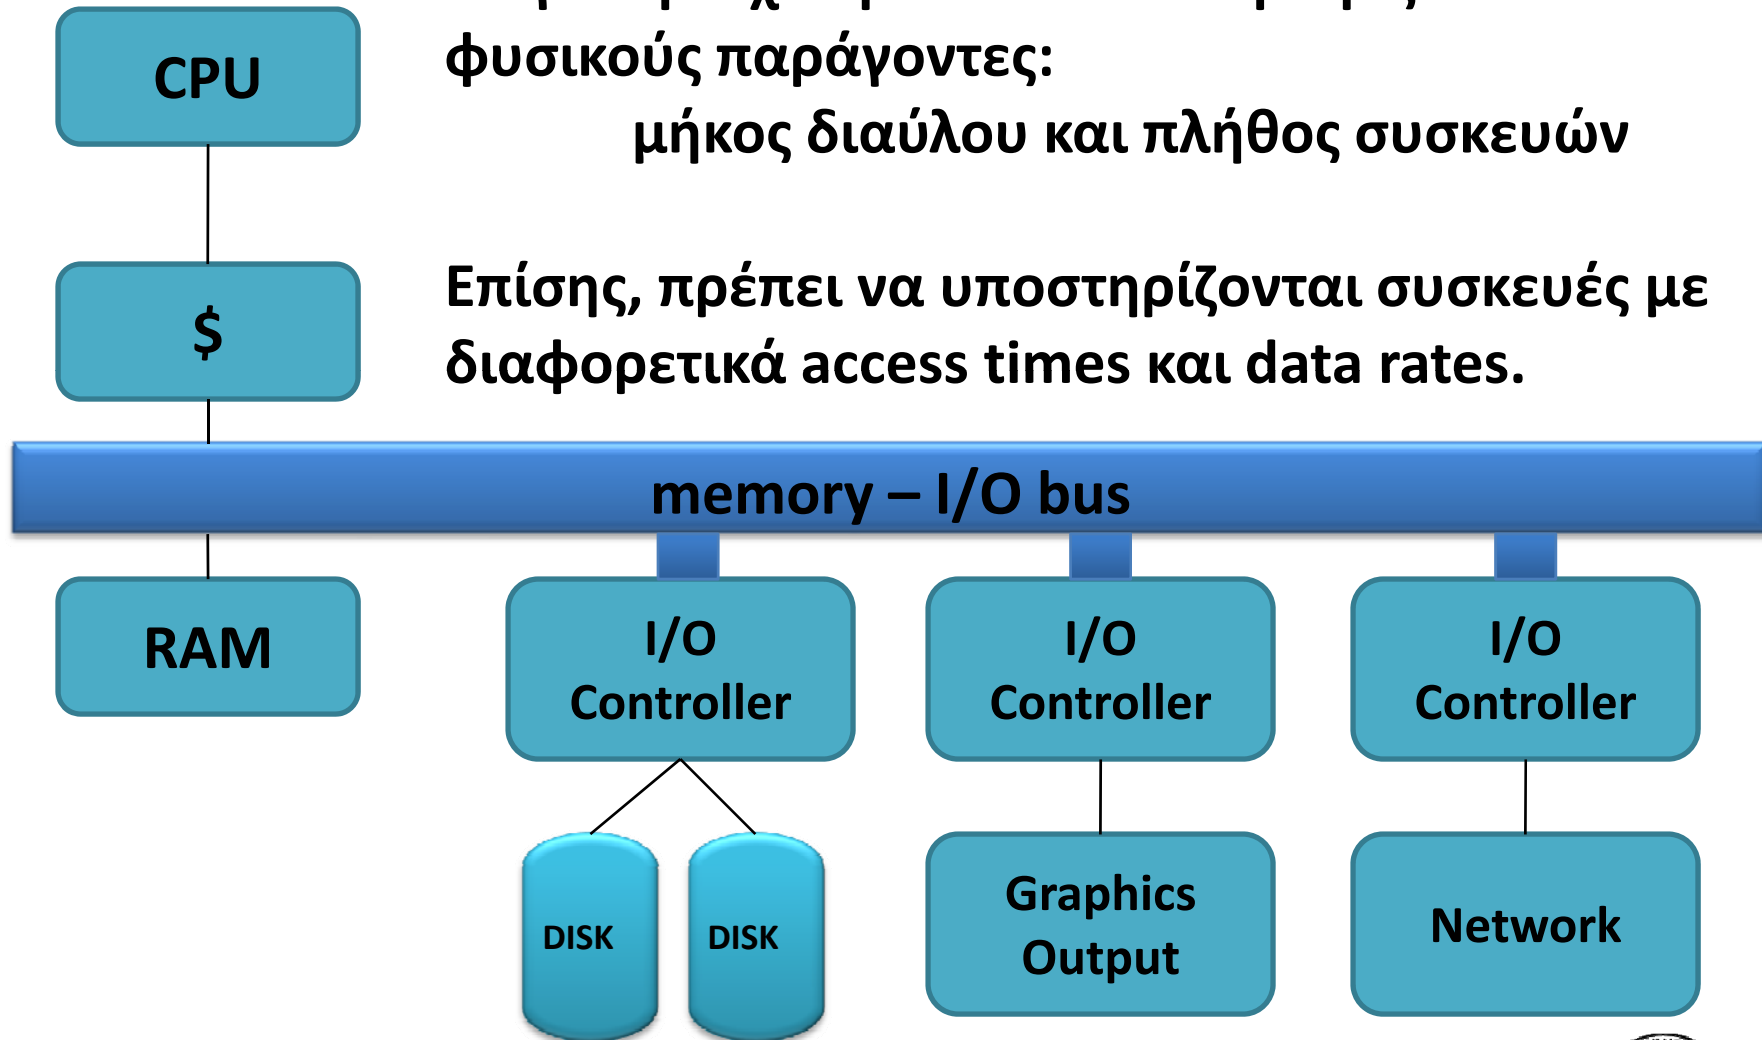 CPU
φυσικούς παράγοντες:
μήκος διαύλου και πλήθος συσκευών
$
Επίσης, πρέπει να υποστηρίζονται συσκευές με
διαφορετικά access times και data rates.
memory – I/O bus
RAM
I/O
Controller
I/O
Controller
I/O
Controller
DISK
DISK
Graphics
Output
Network